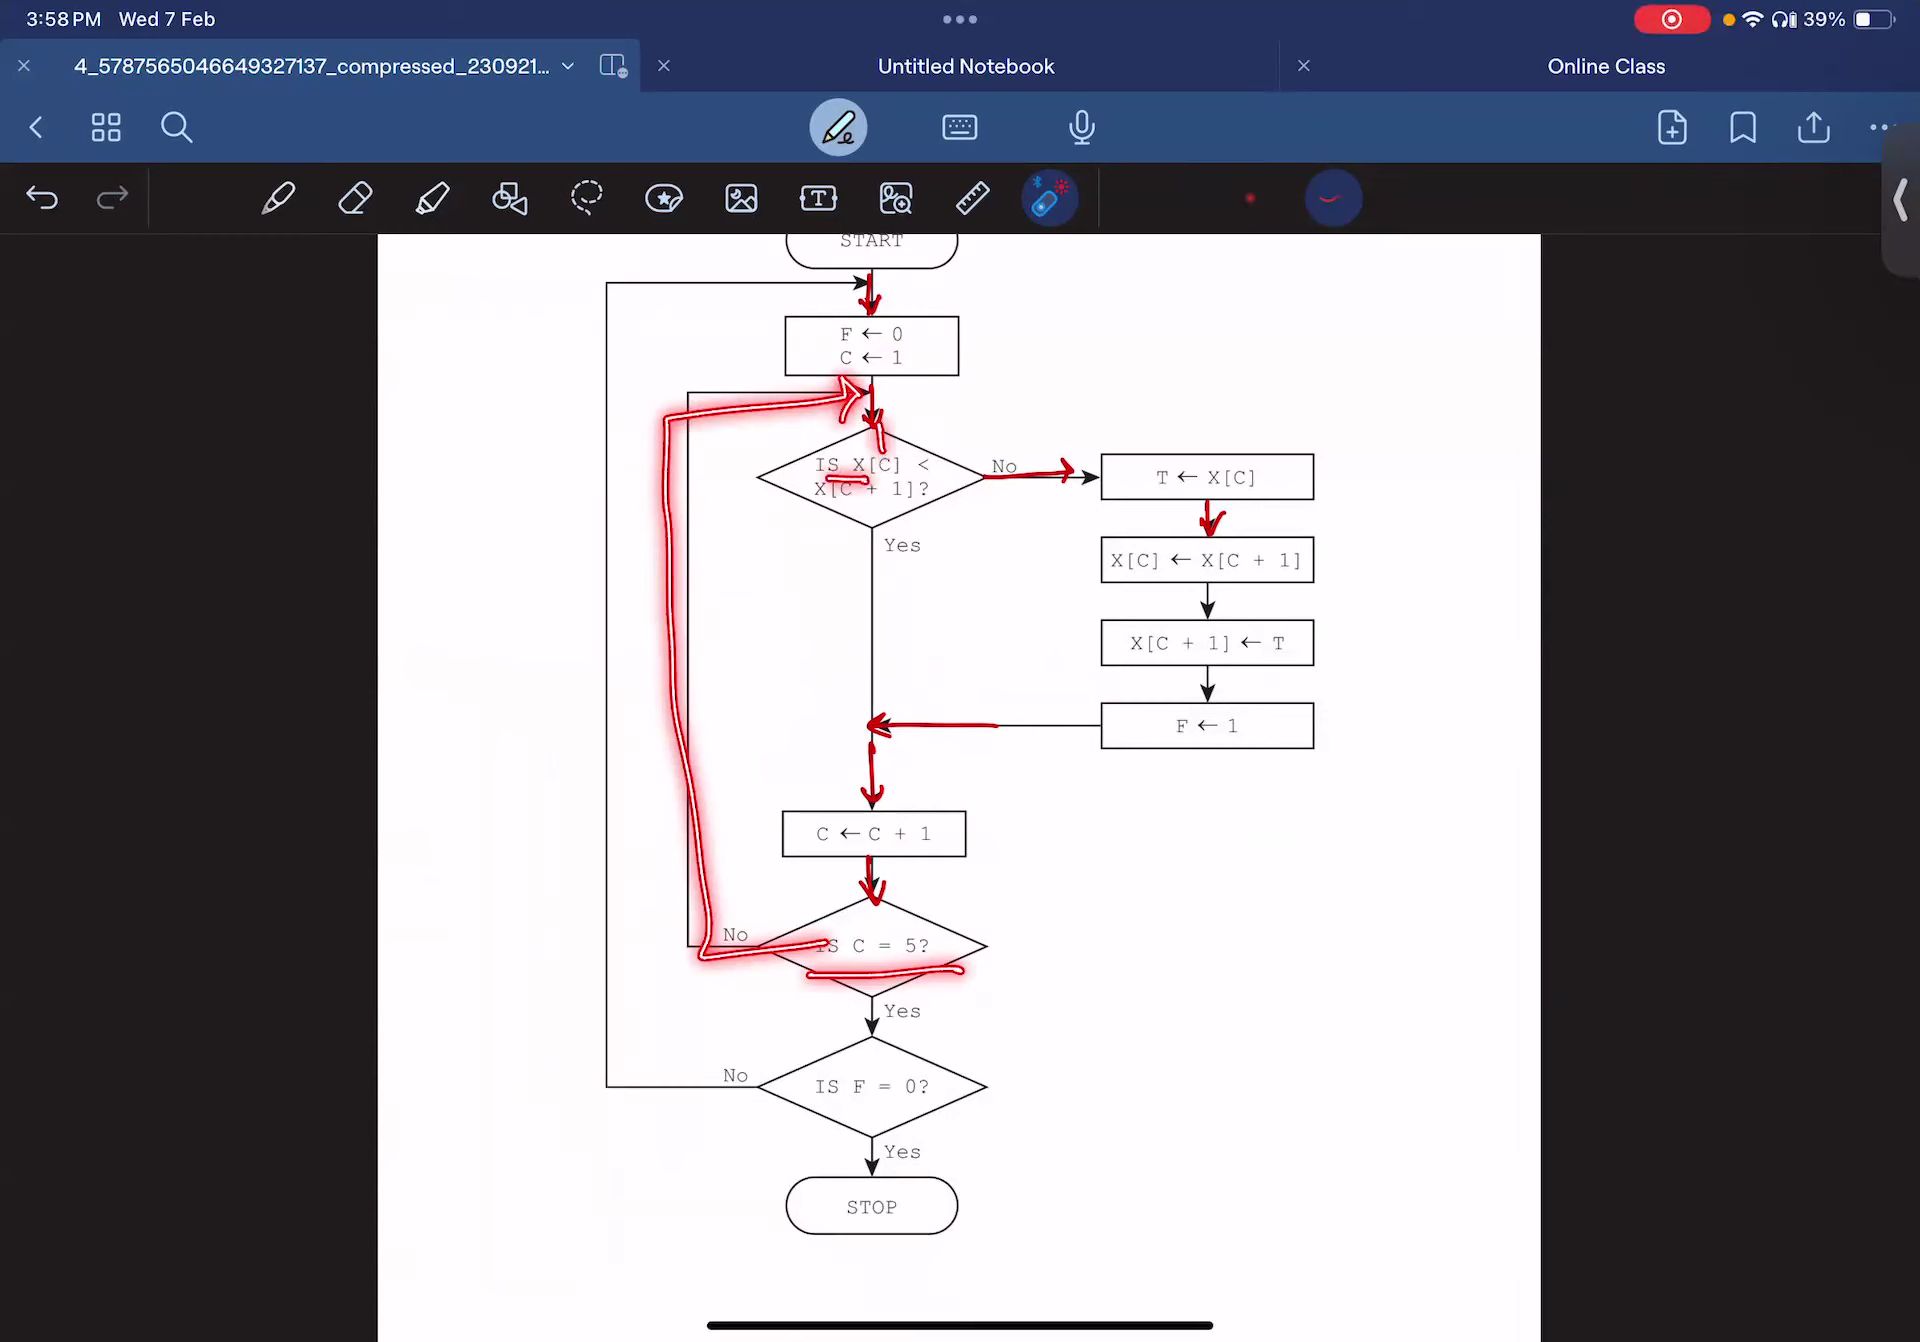 3:58 PM Wed 7 Feb
39%
4_5787565046649327137_compressed_230921...
Untitled Notebook
Online Class
START
F ← 0
C ← 1
IS X[C] <
X[C + 1]?
No
Yes
T ← X[C]
X[C] ← X[C + 1]
X[C + 1] ← T
F ← 1
C ← C + 1
IS C = 5?
No
Yes
IS F = 0?
No
Yes
STOP